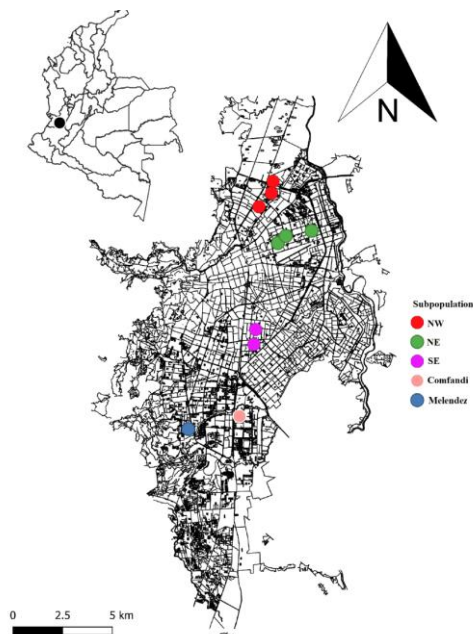 N
Subpopulation
NW
NE
SE
Comfandi
Melendez
0 2.5 5 km